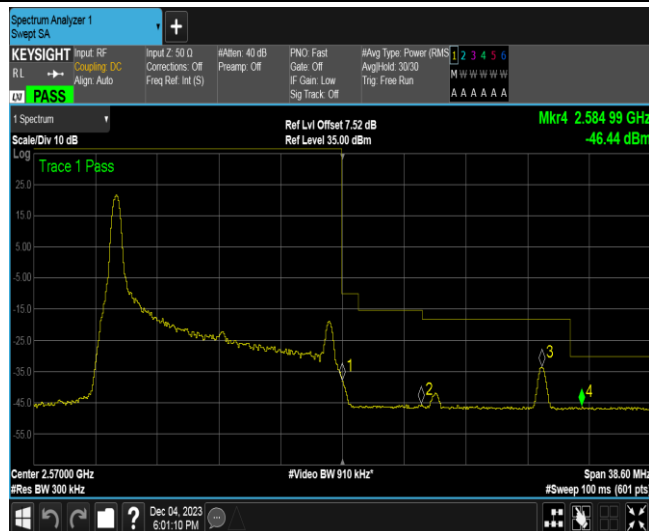 Spectrum Analyzer 1
Swept SA
KEYSIGHT
RL
LXI PASS
Input: RF
Coupling: DC
Align: Auto
Input Z: 50 Ω
Corrections: Off
Freq Ref: Int (S)
#Atten: 40 dB
Preamp: Off
PNO: Fast
Gate: Off
IF Gain: Low
Sig Track: Off
#Avg Type: Power (RMS
Avg|Hold: 30/30
Trig: Free Run
1 2 3 4 5 6
M W W W W W
A A A A A A
1 Spectrum
Scale/Div 10 dB
Log
Ref Lvl Offset 7.52 dB
Ref Level 35.00 dBm
Mkr4 2.584 99 GHz
-46.44 dBm
Trace 1 Pass
25.0
15.0
5.00
-5.00
-15.0
-25.0
-35.0
-45.0
-55.0
1
2
3
4
Center 2.57000 GHz
#Res BW 300 kHz
#Video BW 910 kHz*
Span 38.60 MHz
#Sweep 100 ms (601 pts)
?
Dec 04, 2023
6:01:10 PM